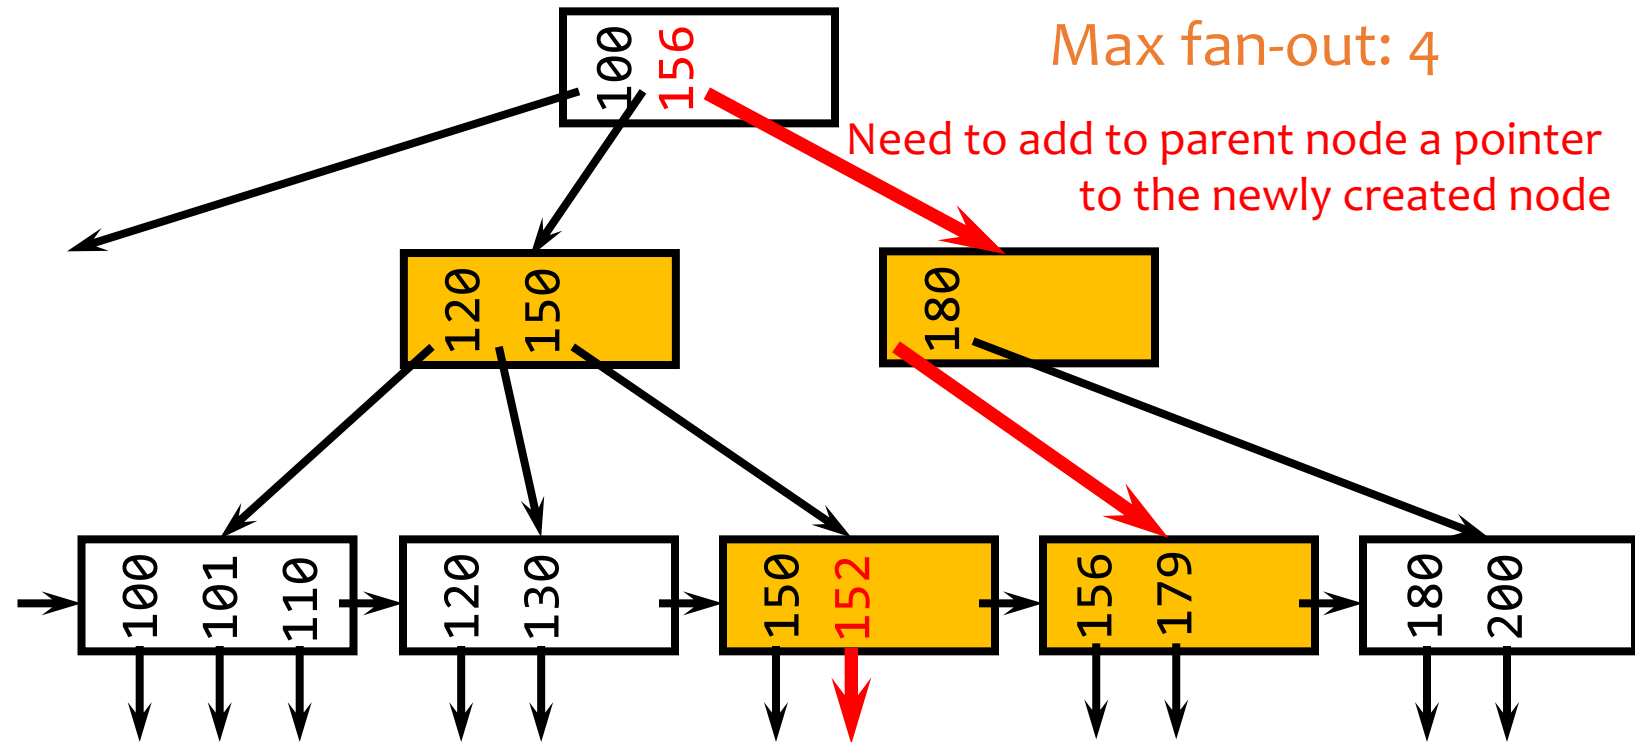 100 156
Max fan-out: 4
Need to add to parent node a pointer
to the newly created node
120 150
180
100 101 110
120 130
150 152
156 179
180 200